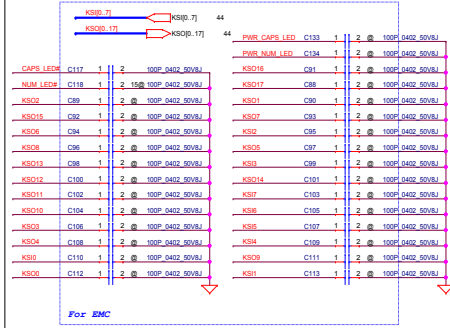 KSI[0..7] KSI[0..7] 44
KSO[0..17] KSO[0..17] 44
PWR_CAPS_LED C133 1 2 @ 100P_0402_50V8J
PWR_NUM_LED C134 1 2 @ 100P_0402_50V8J
CAPS_LED# C117 1 2 100P_0402_50V8J KSO16 C91 1 2 @ 100P_0402_50V8J
NUM_LED# C118 1 2 15@ 100P_0402_50V8J KSO17 C88 1 2 @ 100P_0402_50V8J
KSO2 C89 1 2 @ 100P_0402_50V8J KSO1 C90 1 2 @ 100P_0402_50V8J
KSO15 C92 1 2 @ 100P_0402_50V8J KSO7 C93 1 2 @ 100P_0402_50V8J
KSO6 C94 1 2 @ 100P_0402_50V8J KSI2 C95 1 2 @ 100P_0402_50V8J
KSO8 C96 1 2 @ 100P_0402_50V8J KSO5 C97 1 2 @ 100P_0402_50V8J
KSO13 C98 1 2 @ 100P_0402_50V8J KSI3 C99 1 2 @ 100P_0402_50V8J
KSO12 C100 1 2 @ 100P_0402_50V8J KSO14 C101 1 2 @ 100P_0402_50V8J
KSO11 C102 1 2 @ 100P_0402_50V8J KSI7 C103 1 2 @ 100P_0402_50V8J
KSO10 C104 1 2 @ 100P_0402_50V8J KSI6 C105 1 2 @ 100P_0402_50V8J
KSO3 C106 1 2 @ 100P_0402_50V8J KSI5 C107 1 2 @ 100P_0402_50V8J
KSO4 C108 1 2 @ 100P_0402_50V8J KSI4 C109 1 2 @ 100P_0402_50V8J
KSI0 C110 1 2 @ 100P_0402_50V8J KSO9 C111 1 2 @ 100P_0402_50V8J
KSO0 C112 1 2 @ 100P_0402_50V8J KSI1 C113 1 2 @ 100P_0402_50V8J
For EMC